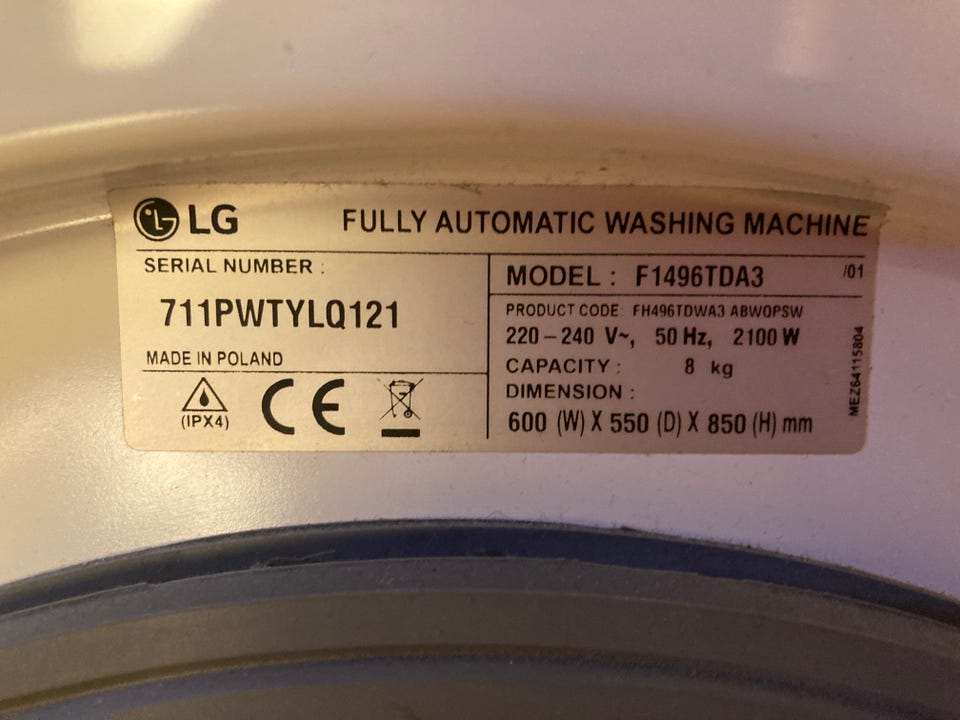 LG FULLY AUTOMATIC WASHING MACHINE
SERIAL NUMBER :
711PWTYLQ121
MADE IN POLAND
(IPX4) CE
MODEL : F1496TDA3 /01
PRODUCT CODE: FH496TDWA3 ABWQPSW
220 – 240 V~, 50 Hz, 2100 W
CAPACITY : 8 kg
DIMENSION :
600 (W) X 550 (D) X 850 (H) mm
MEZ64115804